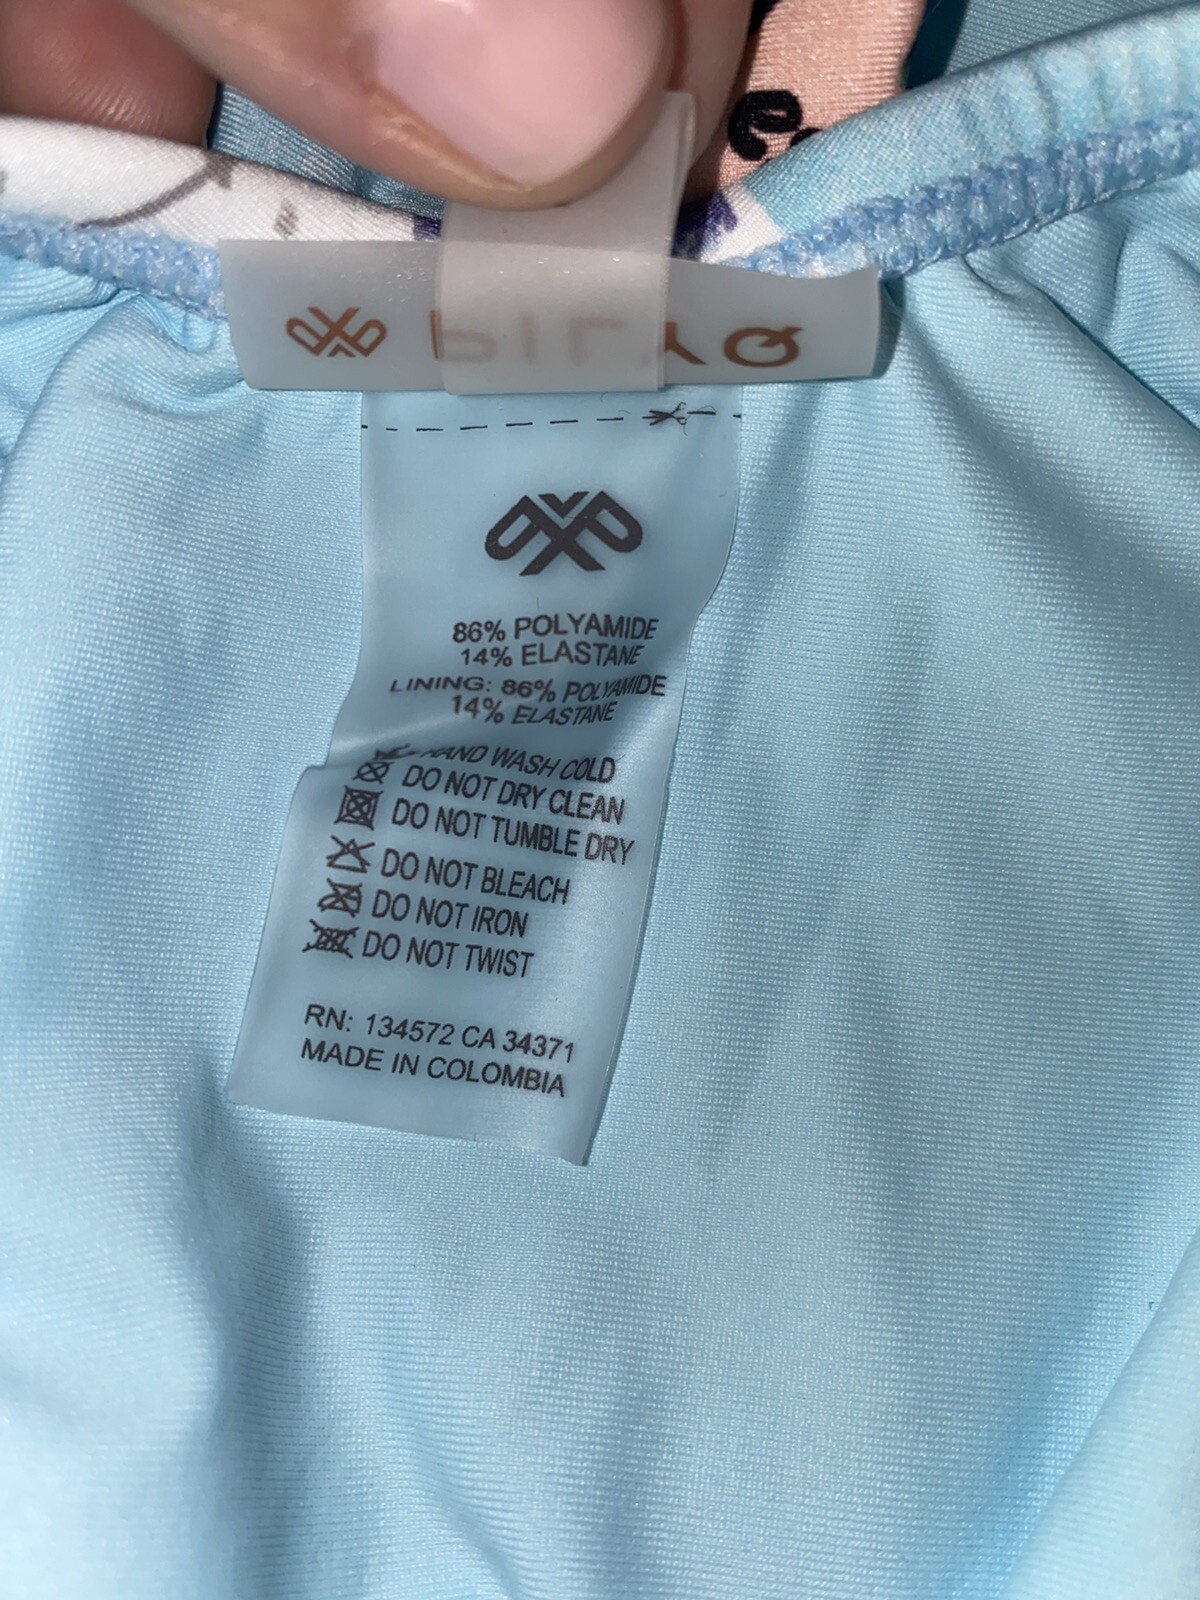 PILYQ
86% POLYAMIDE
14% ELASTANE
LINING: 86% POLYAMIDE
14% ELASTANE
HAND WASH COLD
DO NOT DRY CLEAN
DO NOT TUMBLE DRY
DO NOT BLEACH
DO NOT IRON
DO NOT TWIST
RN: 134572 CA 34371
MADE IN COLOMBIA